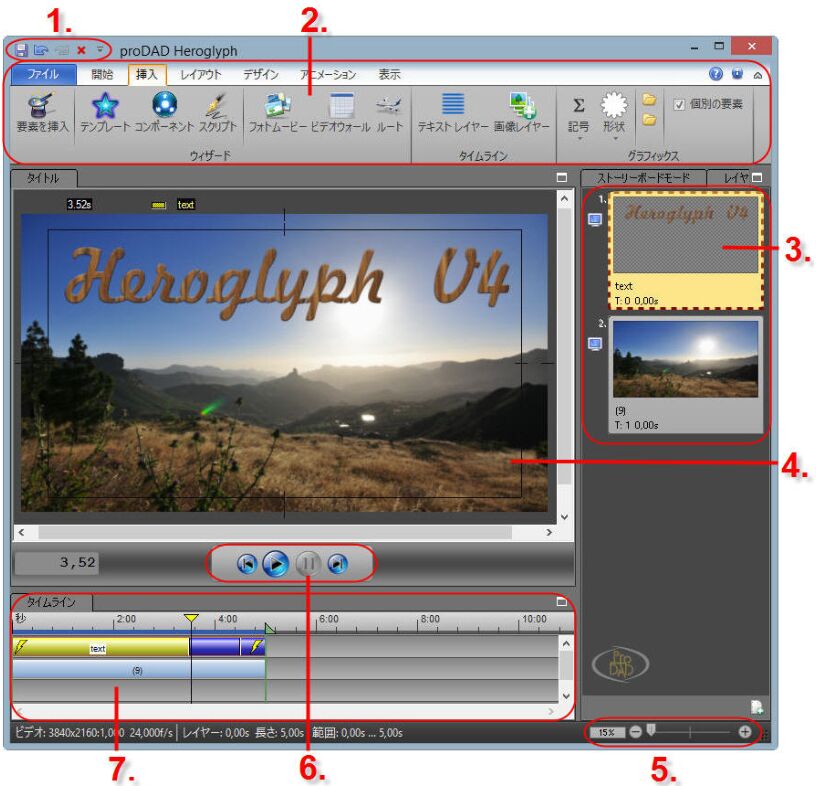 1.
2.
proDAD Heroglyph
ファイル 開始 挿入 レイアウト デザイン アニメーション 表示
要素を挿入 テンプレート コンポーネント スクリプト フォトムービー ビデオウォール ルート テキストレイヤー 画像レイヤー Σ 記号 形状 個別の要素
ウィザード タイムライン グラフィックス
タイトル ストーリーボードモード レイヤ
3.52s text
1.
Heroglyph V4
Heroglyph V4
3.
text
T: 0 0,00s
2.
(9)
T: 1 0,00s
4.
3,52
タイムライン
秒 2:00 4:00 6:00 8:00 10:00
text
(9)
ProDAD
ビデオ: 3840x2160:1,000 24,000f/s レイヤー: 0,00s 長さ: 5,00s 範囲: 0,00s ... 5,00s 15%
7.
6.
5.